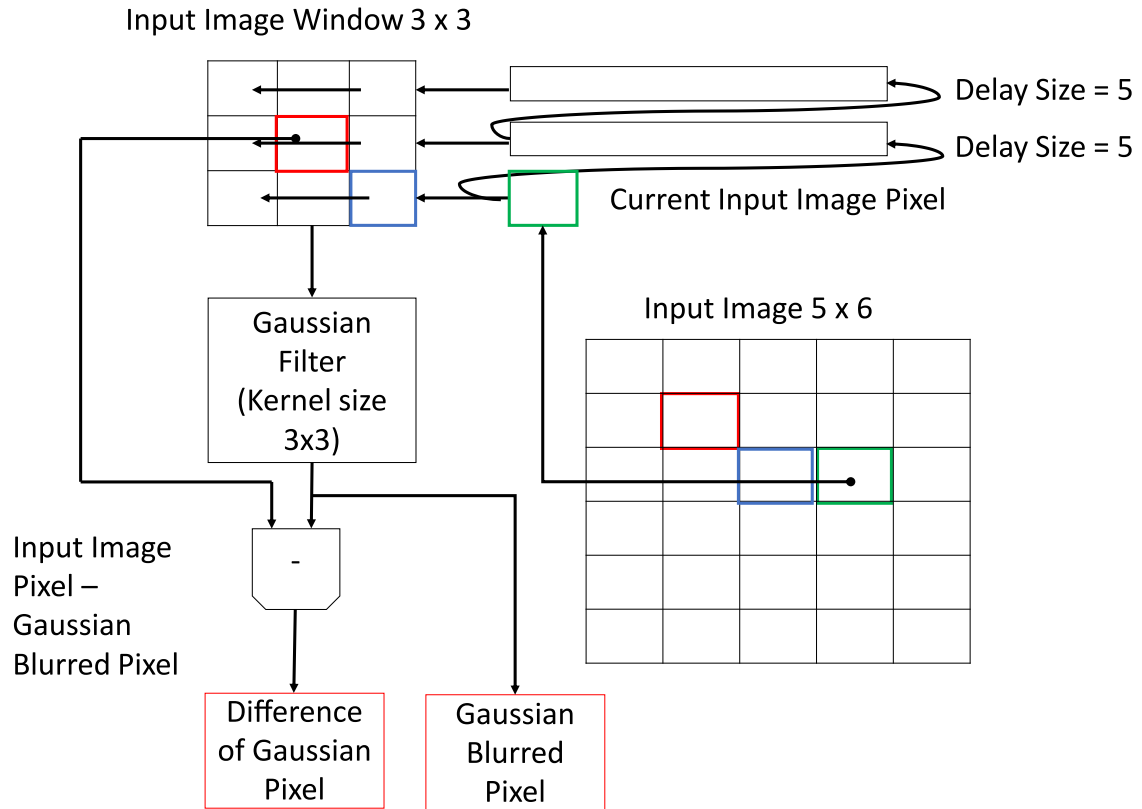 Input Image Window 3 x 3
Delay Size = 5
Delay Size = 5
Current Input Image Pixel
Input Image 5 x 6
Gaussian
Filter
(Kernel size
3x3)
Input Image
Pixel –
Gaussian
Blurred Pixel
-
Difference
of Gaussian
Pixel
Gaussian
Blurred
Pixel